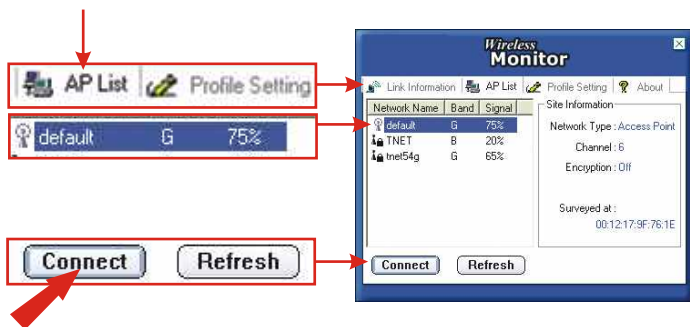 AP List Profile Setting
default G 75%
Connect Refresh
Wireless
Monitor
Link Information AP List Profile Setting About
Network Name Band Signal
default G 75%
TNET B 20%
tnet54g G 65%
Site Information
Network Type : Access Point
Channel : 6
Encryption : Off
Surveyed at :
00:12:17:9F:76:1E
Connect Refresh